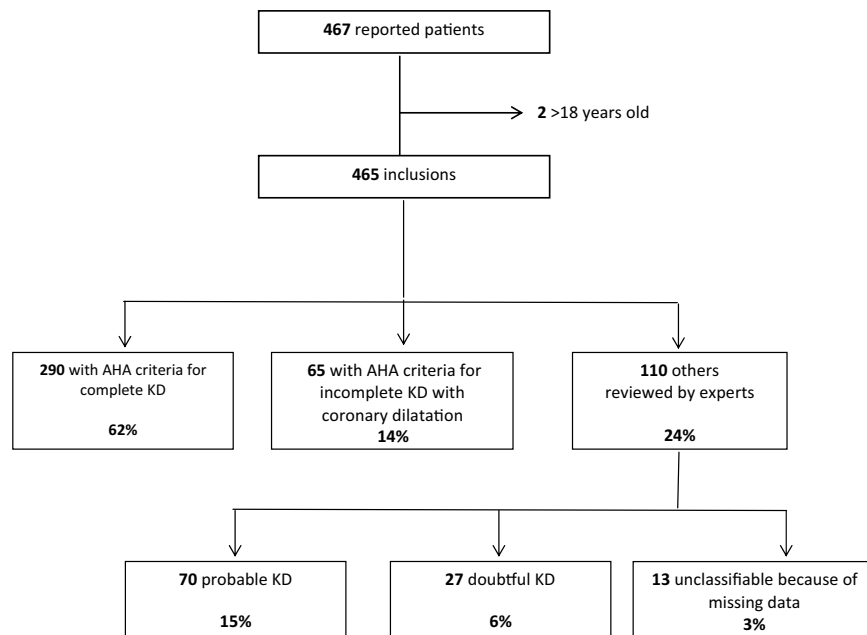 467 reported patients
2 >18 years old
465 inclusions
290 with AHA criteria for
complete KD
62%
65 with AHA criteria for
incomplete KD with
coronary dilatation
14%
110 others
reviewed by experts
24%
70 probable KD
15%
27 doubtful KD
6%
13 unclassifiable because of
missing data
3%